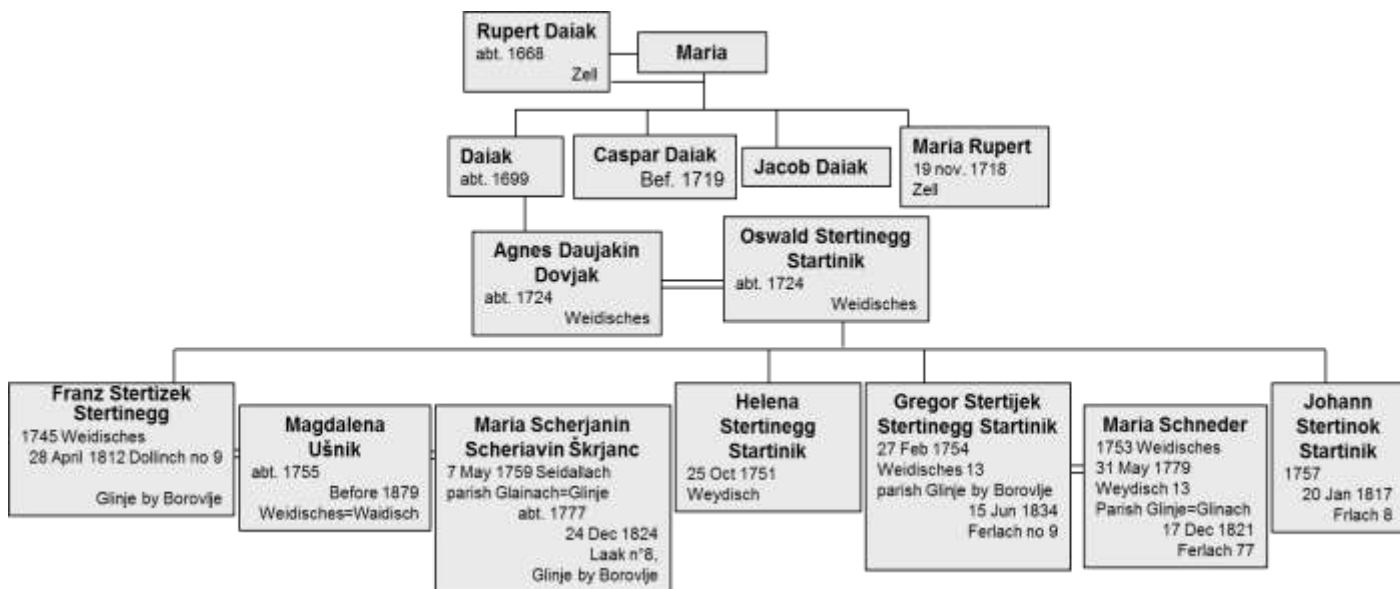 Rupert Daiak
abt. 1668
Zell
Maria
Daiak
abt. 1699
Caspar Daiak
Bef. 1719
Jacob Daiak
Maria Rupert
19 nov. 1718
Zell
Agnes Daujakin
Dovjak
abt. 1724
Weidisches
Oswald Stertinegg
Startinik
abt. 1724
Weidisches
Franz Stertizek
Stertinegg
1745 Weidisches
28 April 1812 Dollinch no 9
Glinje by Borovlje
Magdalena
Ušnik
abt. 1755
Before 1879
Weidisches=Waidisch
Maria Scherjanin
Scheriavin Škrjanc
7 May 1759 Seidallach
parish Glainach=Glinje
abt. 1777
24 Dec 1824
Laak n°8,
Glinje by Borovlje
Helena
Stertinegg
Startinik
25 Oct 1751
Weydisch
Gregor Stertijek
Stertinegg Startinik
27 Feb 1754
Weidisches 13
parish Glinje by Borovlje
15 Jun 1834
Ferlach no 9
Maria Schneder
1753 Weidisches
31 May 1779
Weydisch 13
Parish Glinje=Glinach
17 Dec 1821
Ferlach 77
Johann
Stertinok
Startinik
1757
20 Jan 1817
Frlach 8